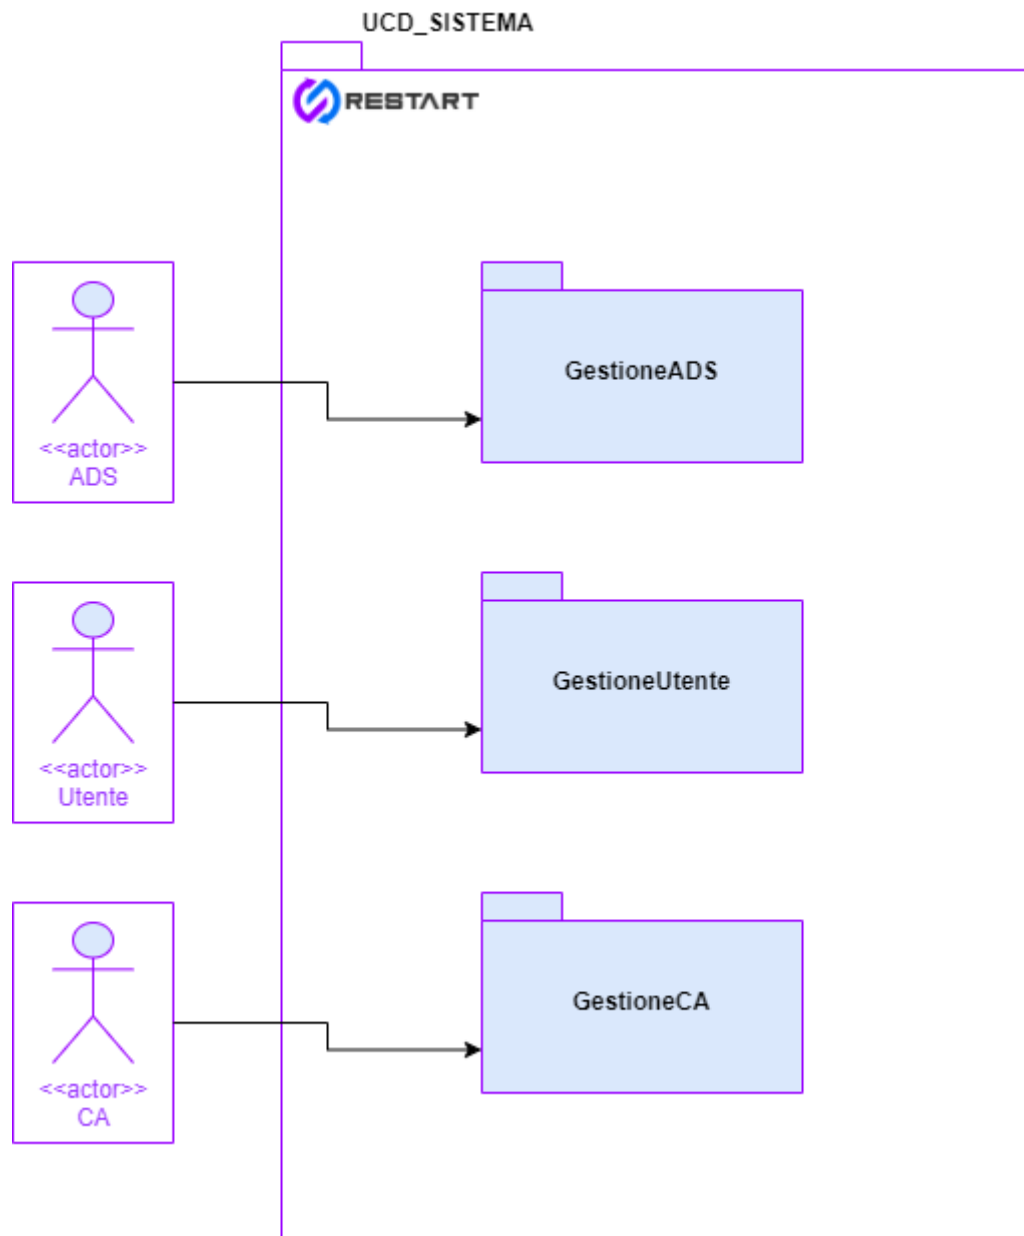 UCD_SISTEMA
RESTART
<<actor>>
ADS
GestioneADS
<<actor>>
Utente
GestioneUtente
<<actor>>
CA
GestioneCA